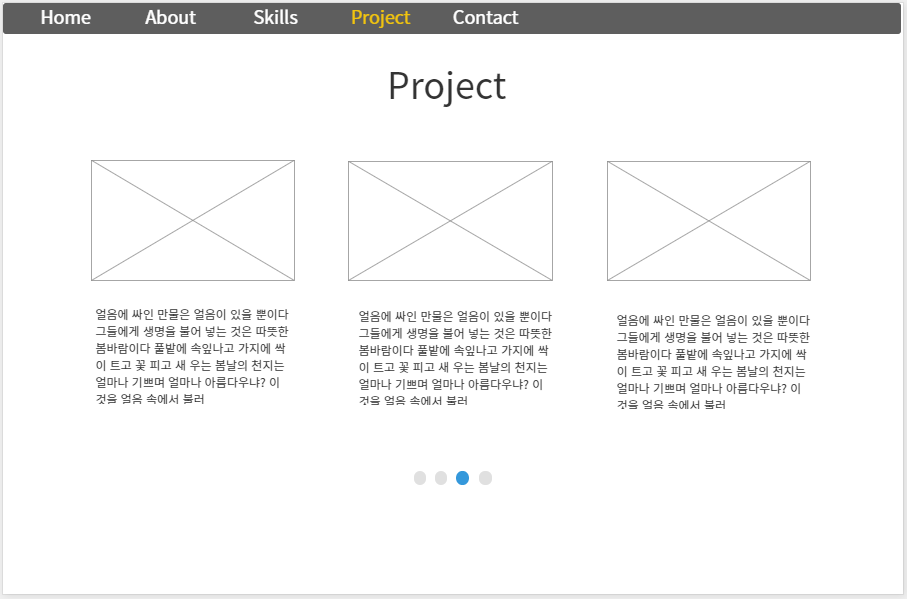 Home About Skills Project Contact
Project
얼음에 싸인 만물은 얼음이 있을 뿐이다
그들에게 생명을 불어 넣는 것은 따뜻한
봄바람이다 풀밭에 속잎나고 가지에 싹
이 트고 꽃 피고 새 우는 봄날의 천지는
얼마나 기쁘며 얼마나 아름다우냐? 이
것을 얼음 속에서 불러
얼음에 싸인 만물은 얼음이 있을 뿐이다
그들에게 생명을 불어 넣는 것은 따뜻한
봄바람이다 풀밭에 속잎나고 가지에 싹
이 트고 꽃 피고 새 우는 봄날의 천지는
얼마나 기쁘며 얼마나 아름다우냐? 이
것을 얼음 속에서 불러
얼음에 싸인 만물은 얼음이 있을 뿐이다
그들에게 생명을 불어 넣는 것은 따뜻한
봄바람이다 풀밭에 속잎나고 가지에 싹
이 트고 꽃 피고 새 우는 봄날의 천지는
얼마나 기쁘며 얼마나 아름다우냐? 이
것을 얼음 속에서 불러